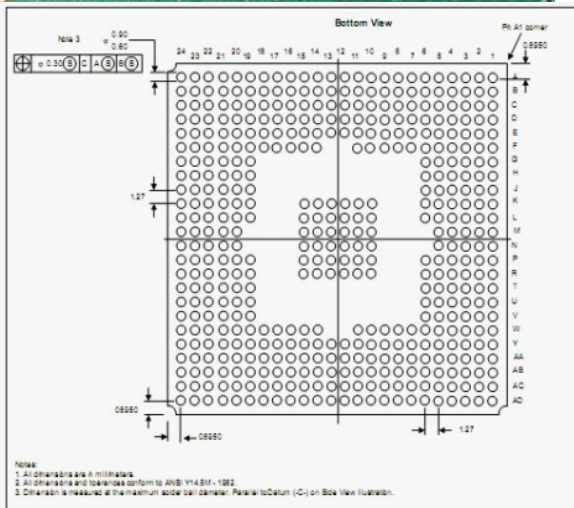 Bottom View
Pin A1 corner
Note 3
0.90
0.60
0.6950
⌖ ø 0.30 Ⓢ C A Ⓢ B Ⓢ
24 23 22 21 20 19 18 17 16 15 14 13 12 11 10 9 8 7 6 5 4 3 2 1
A
B
C
D
E
F
G
H
J
K
L
M
N
P
R
T
U
V
W
Y
AA
AB
AC
AD
1.27
1.27
Notes:
1. All dimensions are in millimeters.
2. All dimensions and tolerances conform to ANSI Y14.5M - 1982.
3. Dimension is measured at the maximum solder ball diameter. Parallel to Datum (-C-) on Side View illustration.